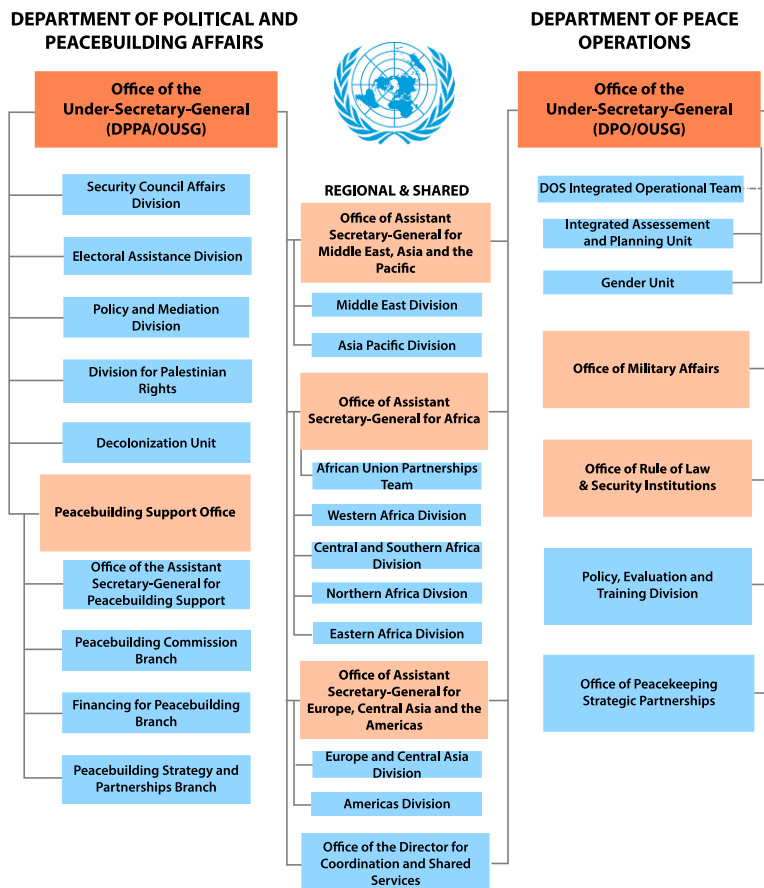 DEPARTMENT OF POLITICAL AND
PEACEBUILDING AFFAIRS
Office of the
Under-Secretary-General
(DPPA/OUSG)
Security Council Affairs
Division
Electoral Assistance Division
Policy and Mediation
Division
Division for Palestinian
Rights
Decolonization Unit
Peacebuilding Support Office
Office of the Assistant
Secretary-General for
Peacebuilding Support
Peacebuilding Commission
Branch
Financing for Peacebuilding
Branch
Peacebuilding Strategy and
Partnerships Branch
REGIONAL & SHARED
Office of Assistant
Secretary-General for
Middle East, Asia and the
Pacific
Middle East Division
Asia Pacific Division
Office of Assistant
Secretary-General for Africa
African Union Partnerships
Team
Western Africa Division
Central and Southern Africa
Division
Northern Africa Divsion
Eastern Africa Division
Office of Assistant
Secretary-General for
Europe, Central Asia and the
Americas
Europe and Central Asia
Division
Americas Division
Office of the Director for
Coordination and Shared
Services
DEPARTMENT OF PEACE
OPERATIONS
Office of the
Under-Secretary-General
(DPO/OUSG)
DOS Integrated Operational Team
Integrated Assessment
and Planning Unit
Gender Unit
Office of Military Affairs
Office of Rule of Law
& Security Institutions
Policy, Evaluation and
Training Division
Office of Peacekeeping
Strategic Partnerships